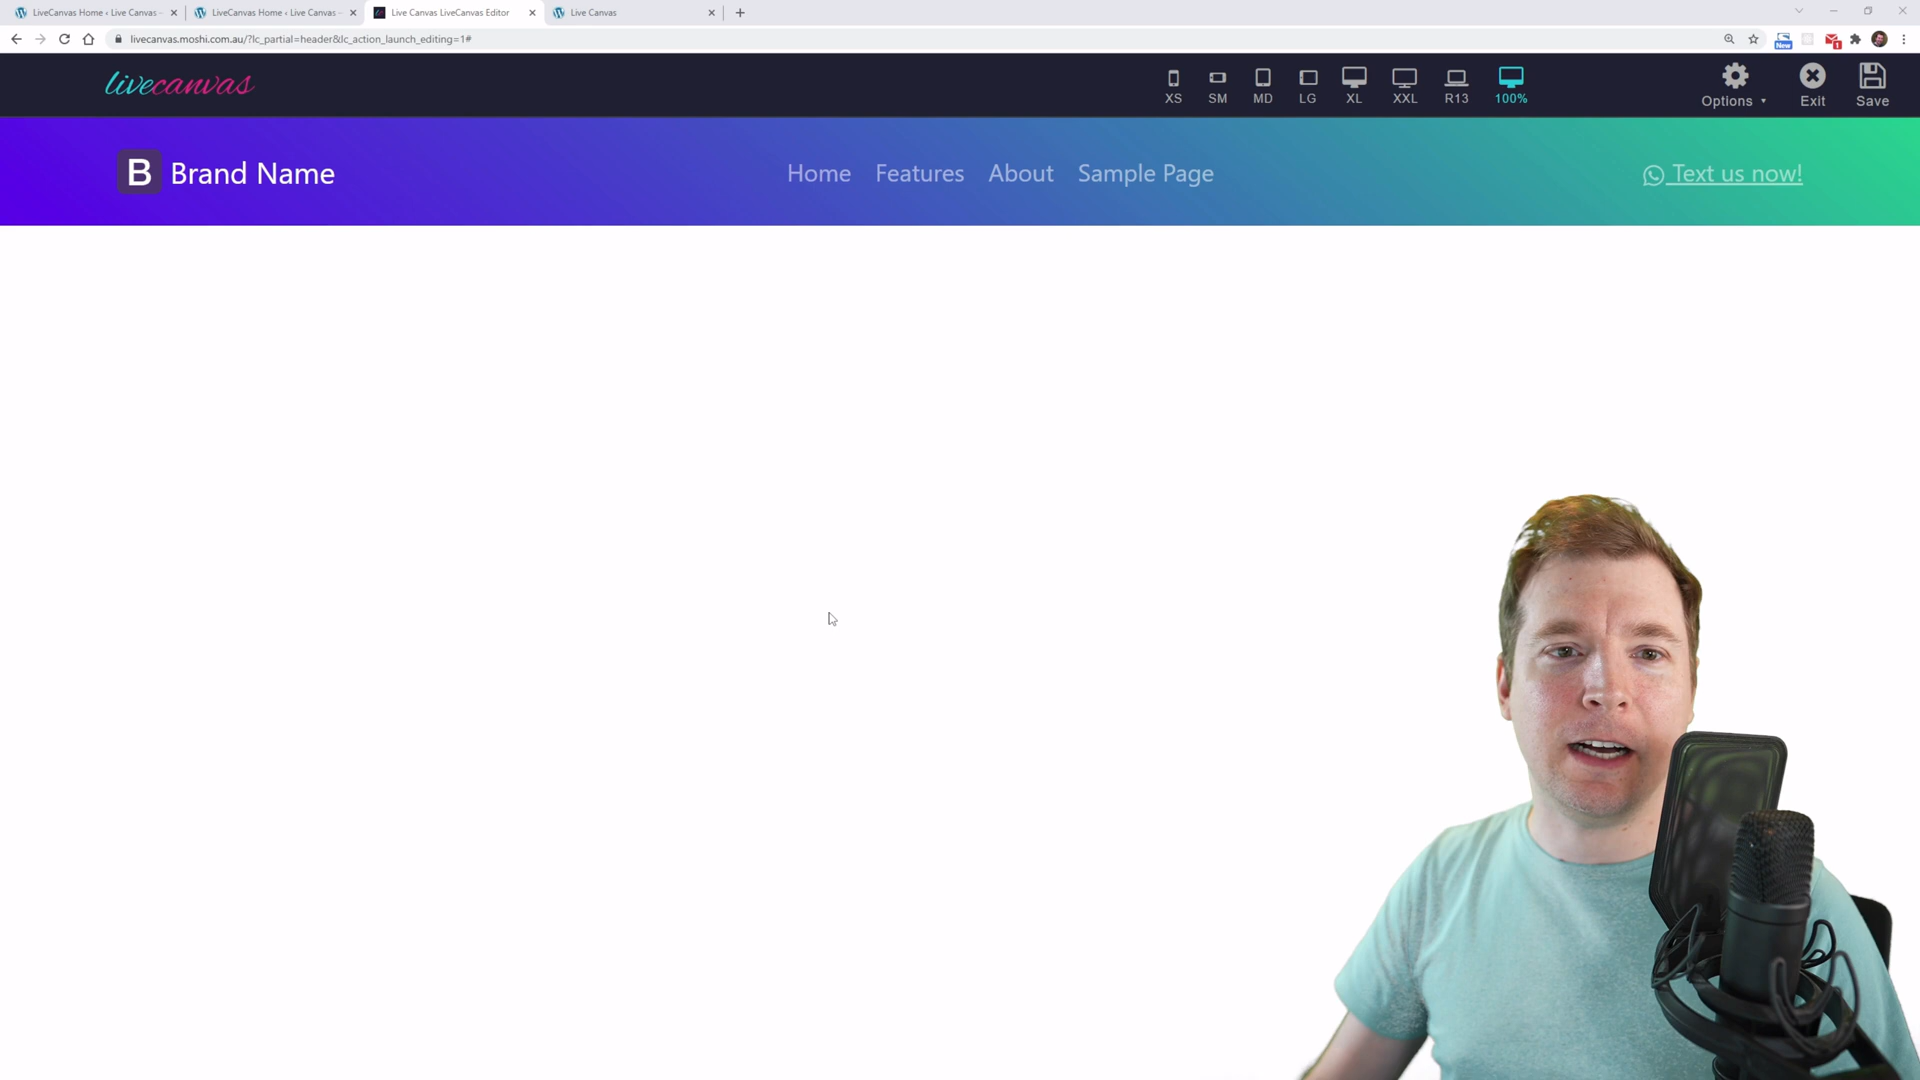 LiveCanvas Home ‹ Live Canvas -
LiveCanvas Home ‹ Live Canvas -
Live Canvas LiveCanvas Editor
Live Canvas
livecanvas.moshi.com.au/?lc_partial=header&lc_action_launch_editing=1#
New
1
livecanvas
XS
SM
MD
LG
XL
XXL
R13
100%
Options
Exit
Save
B Brand Name
Home
Features
About
Sample Page
Text us now!